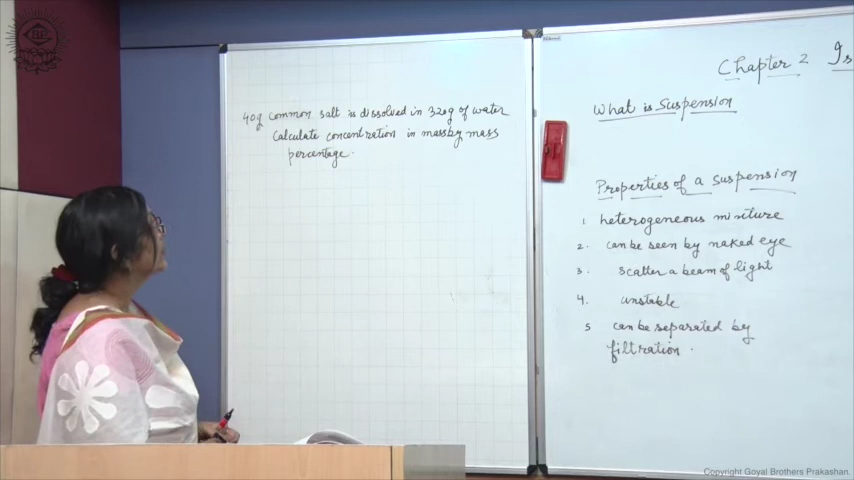 40g common salt is dissolved in 320g of water
calculate concentration in mass by mass
percentage.
Chapter 2 Is
What is Suspension
Properties of a suspension
1 heterogeneous mixture
2. can be seen by naked eye
3. scatter a beam of light
4. unstable
5 can be separated by
filtration.
Copyright Goyal Brothers Prakashan.